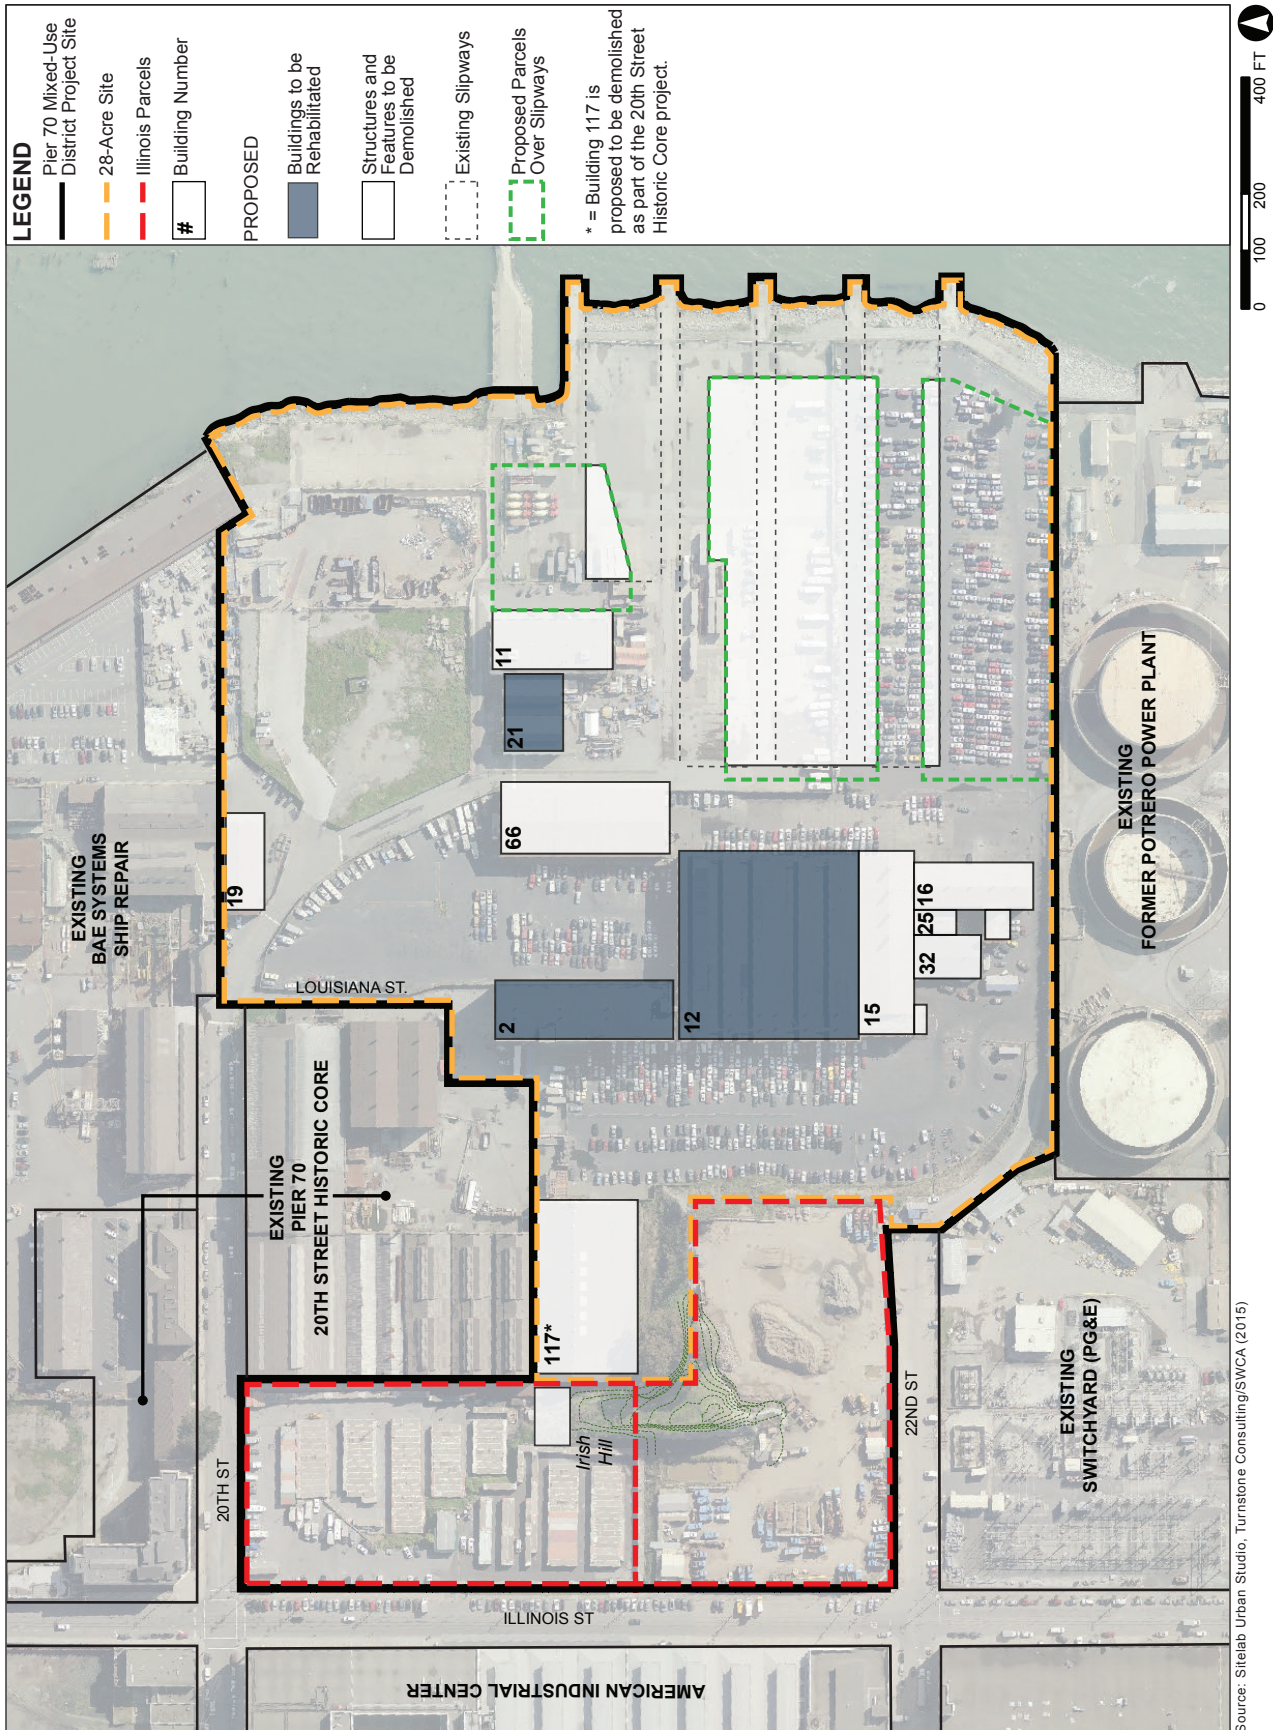 LEGEND
Pier 70 Mixed-Use
District Project Site
28-Acre Site
Illinois Parcels
#
Building Number
PROPOSED
Buildings to be
Rehabilitated
Structures and
Features to be
Demolished
Existing Slipways
Proposed Parcels
Over Slipways
* = Building 117 is
proposed to be demolished
as part of the 20th Street
Historic Core project.
0
100
200
400 FT
EXISTING
BAE SYSTEMS
SHIP REPAIR
19
LOUISIANA ST.
EXISTING
PIER 70
20TH STREET HISTORIC CORE
20TH ST
11
21
66
2
12
15
16
25
32
117*
Irish
Hill
ILLINOIS ST
22ND ST
EXISTING
FORMER POTRERO POWER PLANT
EXISTING
SWITCHYARD (PG&E)
AMERICAN INDUSTRIAL CENTER
Source: Sitelab Urban Studio, Turnstone Consulting/SWCA (2015)